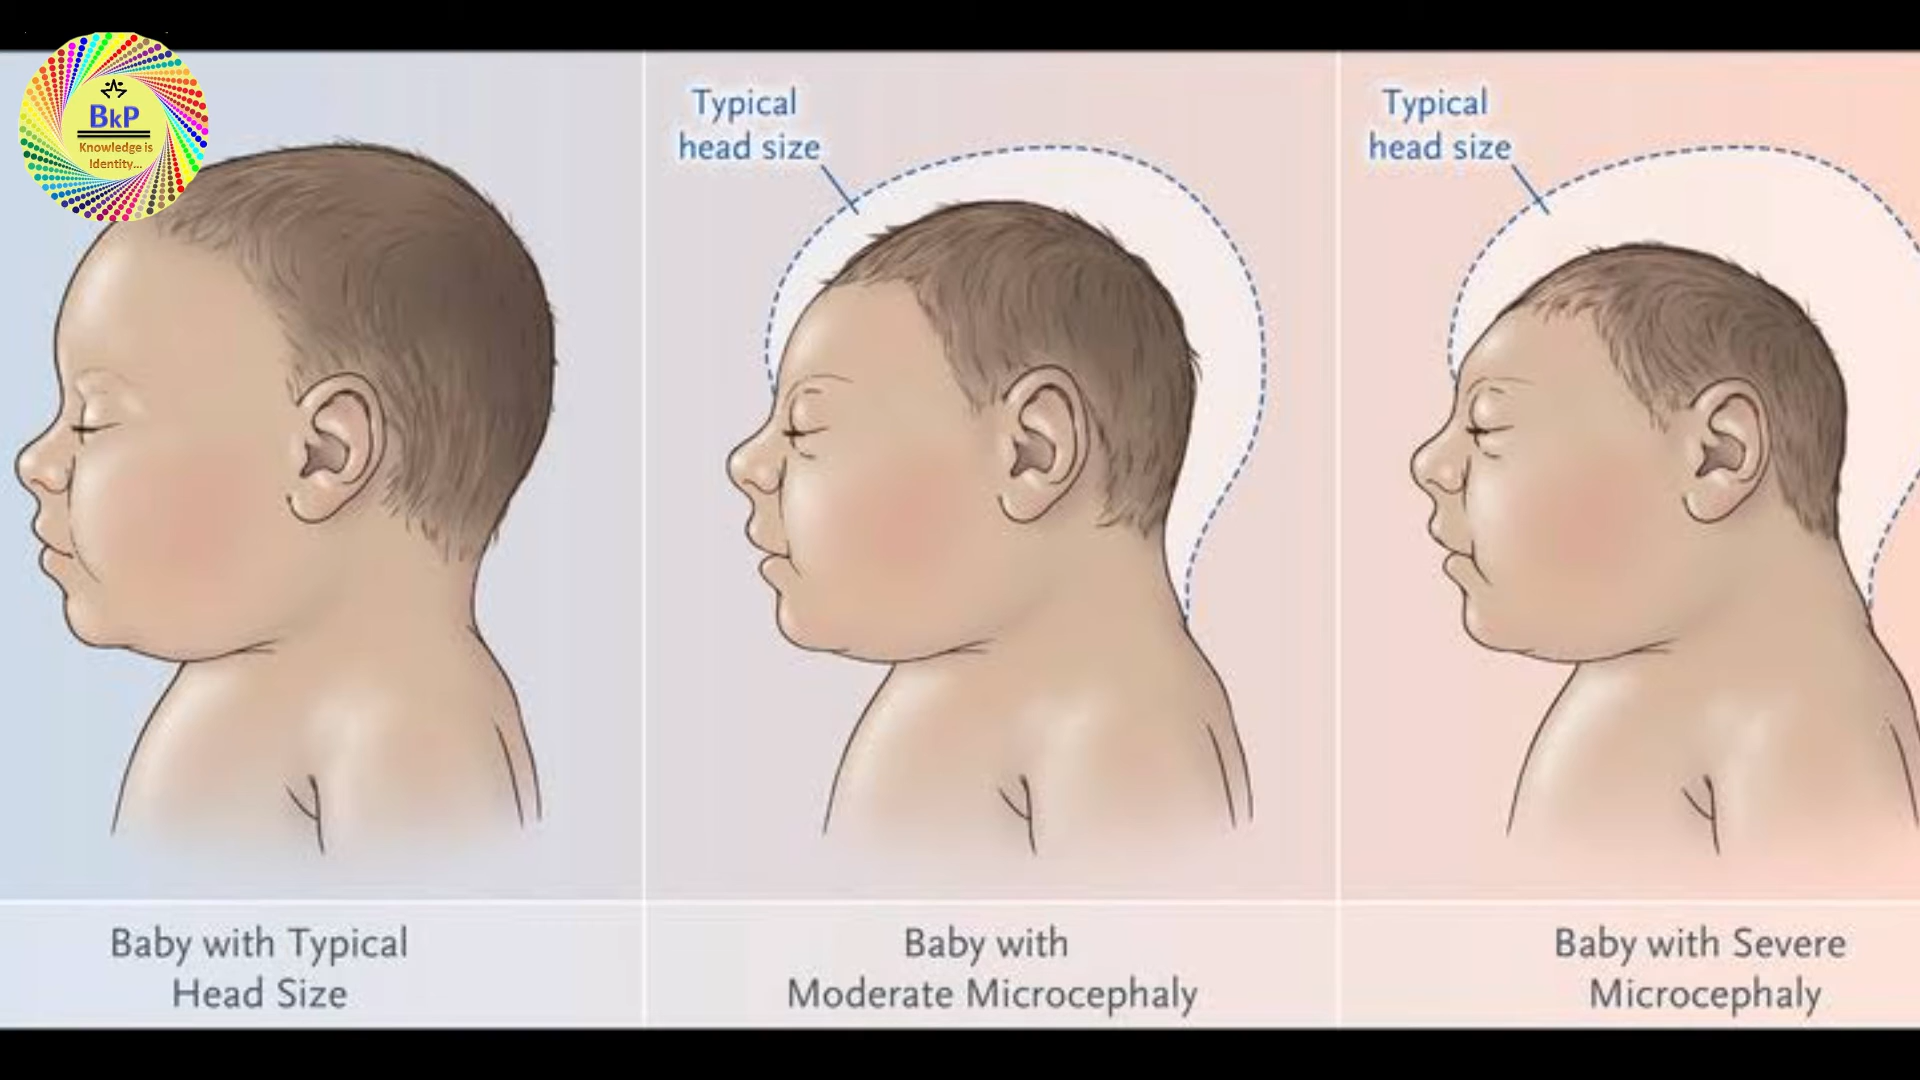 BkP
Knowledge is
Identity...
Typical
head size
Typical
head size
Baby with Typical
Head Size
Baby with
Moderate Microcephaly
Baby with Severe
Microcephaly